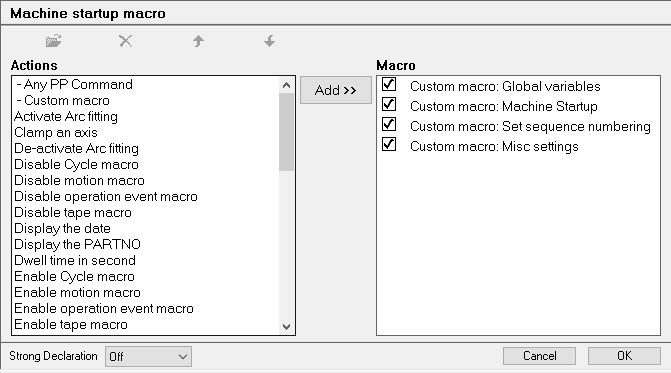 Machine startup macro
Actions
- Any PP Command
- Custom macro
Activate Arc fitting
Clamp an axis
De-activate Arc fitting
Disable Cycle macro
Disable motion macro
Disable operation event macro
Disable tape macro
Display the date
Display the PARTNO
Dwell time in second
Enable Cycle macro
Enable motion macro
Enable operation event macro
Enable tape macro
Add >>
Macro
Custom macro: Global variables
Custom macro: Machine Startup
Custom macro: Set sequence numbering
Custom macro: Misc settings
Strong Declaration Off
Cancel OK